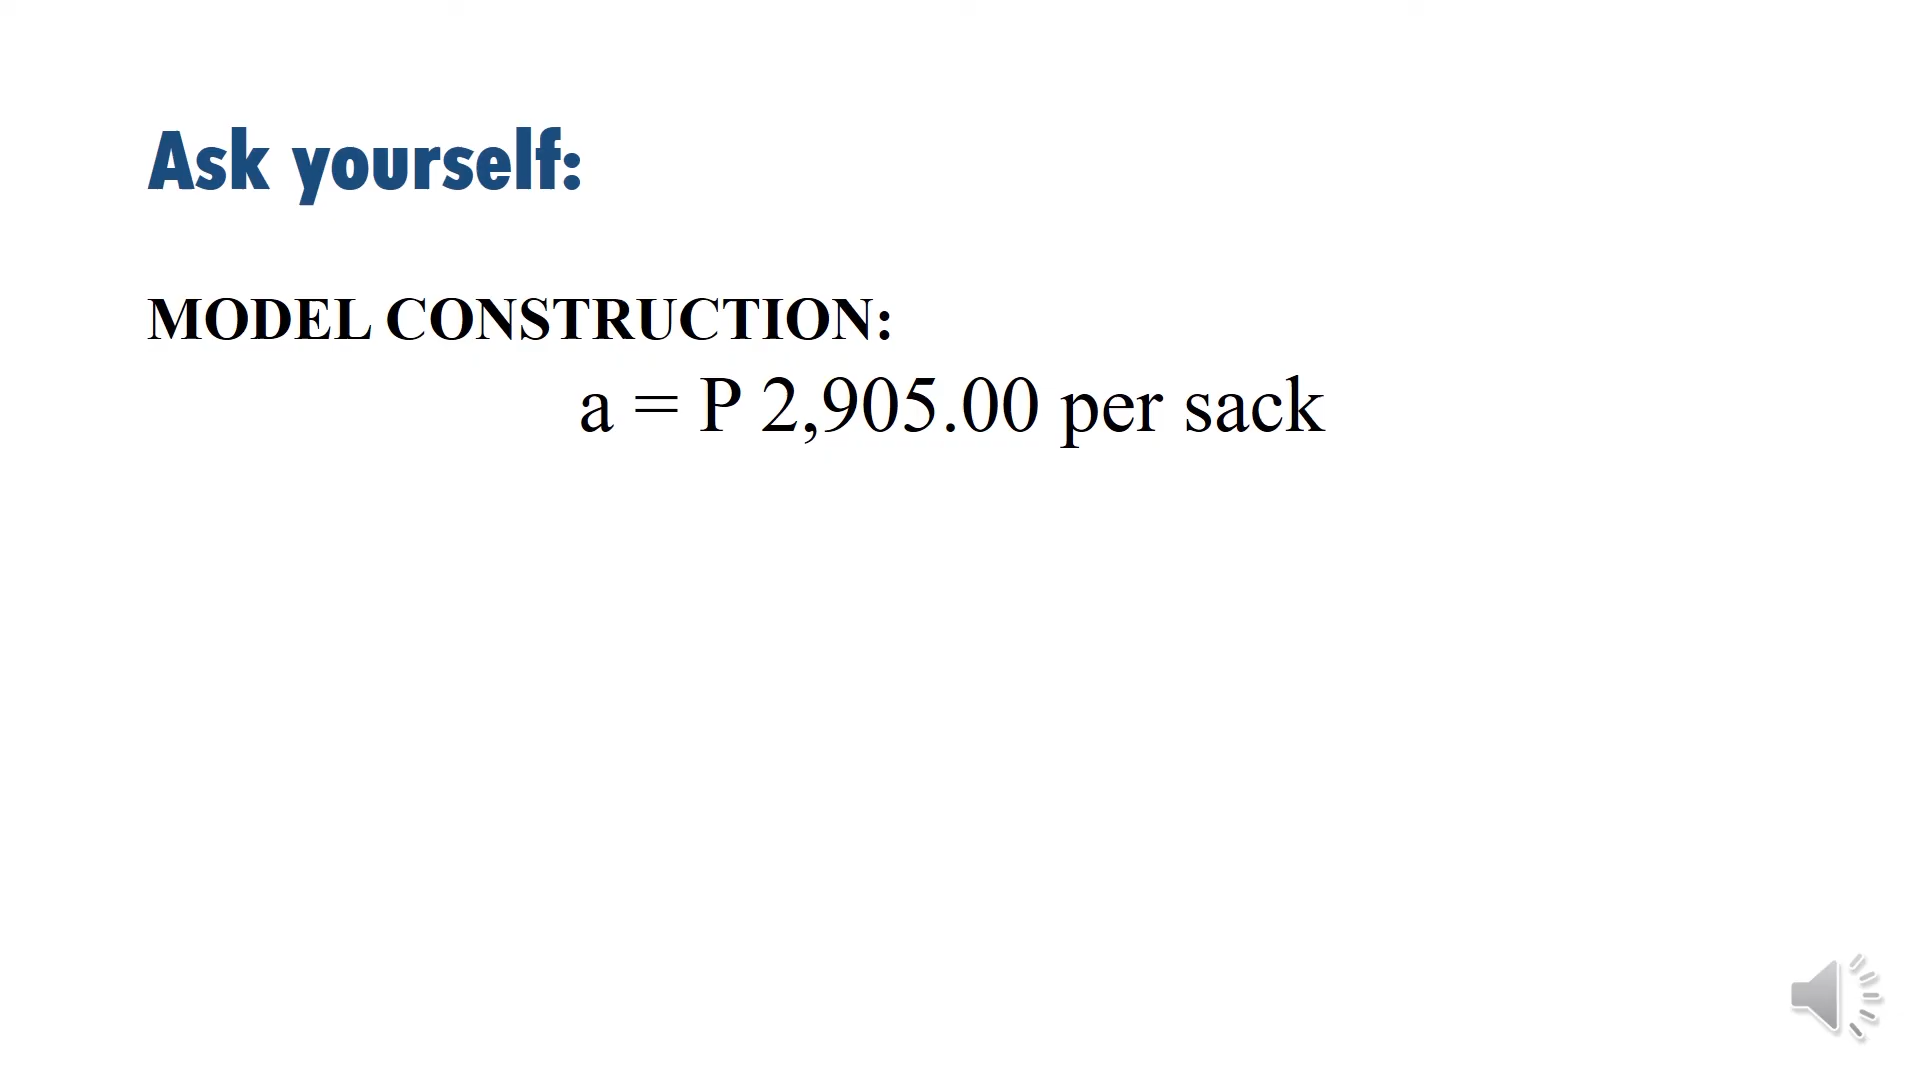 Ask yourself:
MODEL CONSTRUCTION:
a = P 2,905.00 per sack